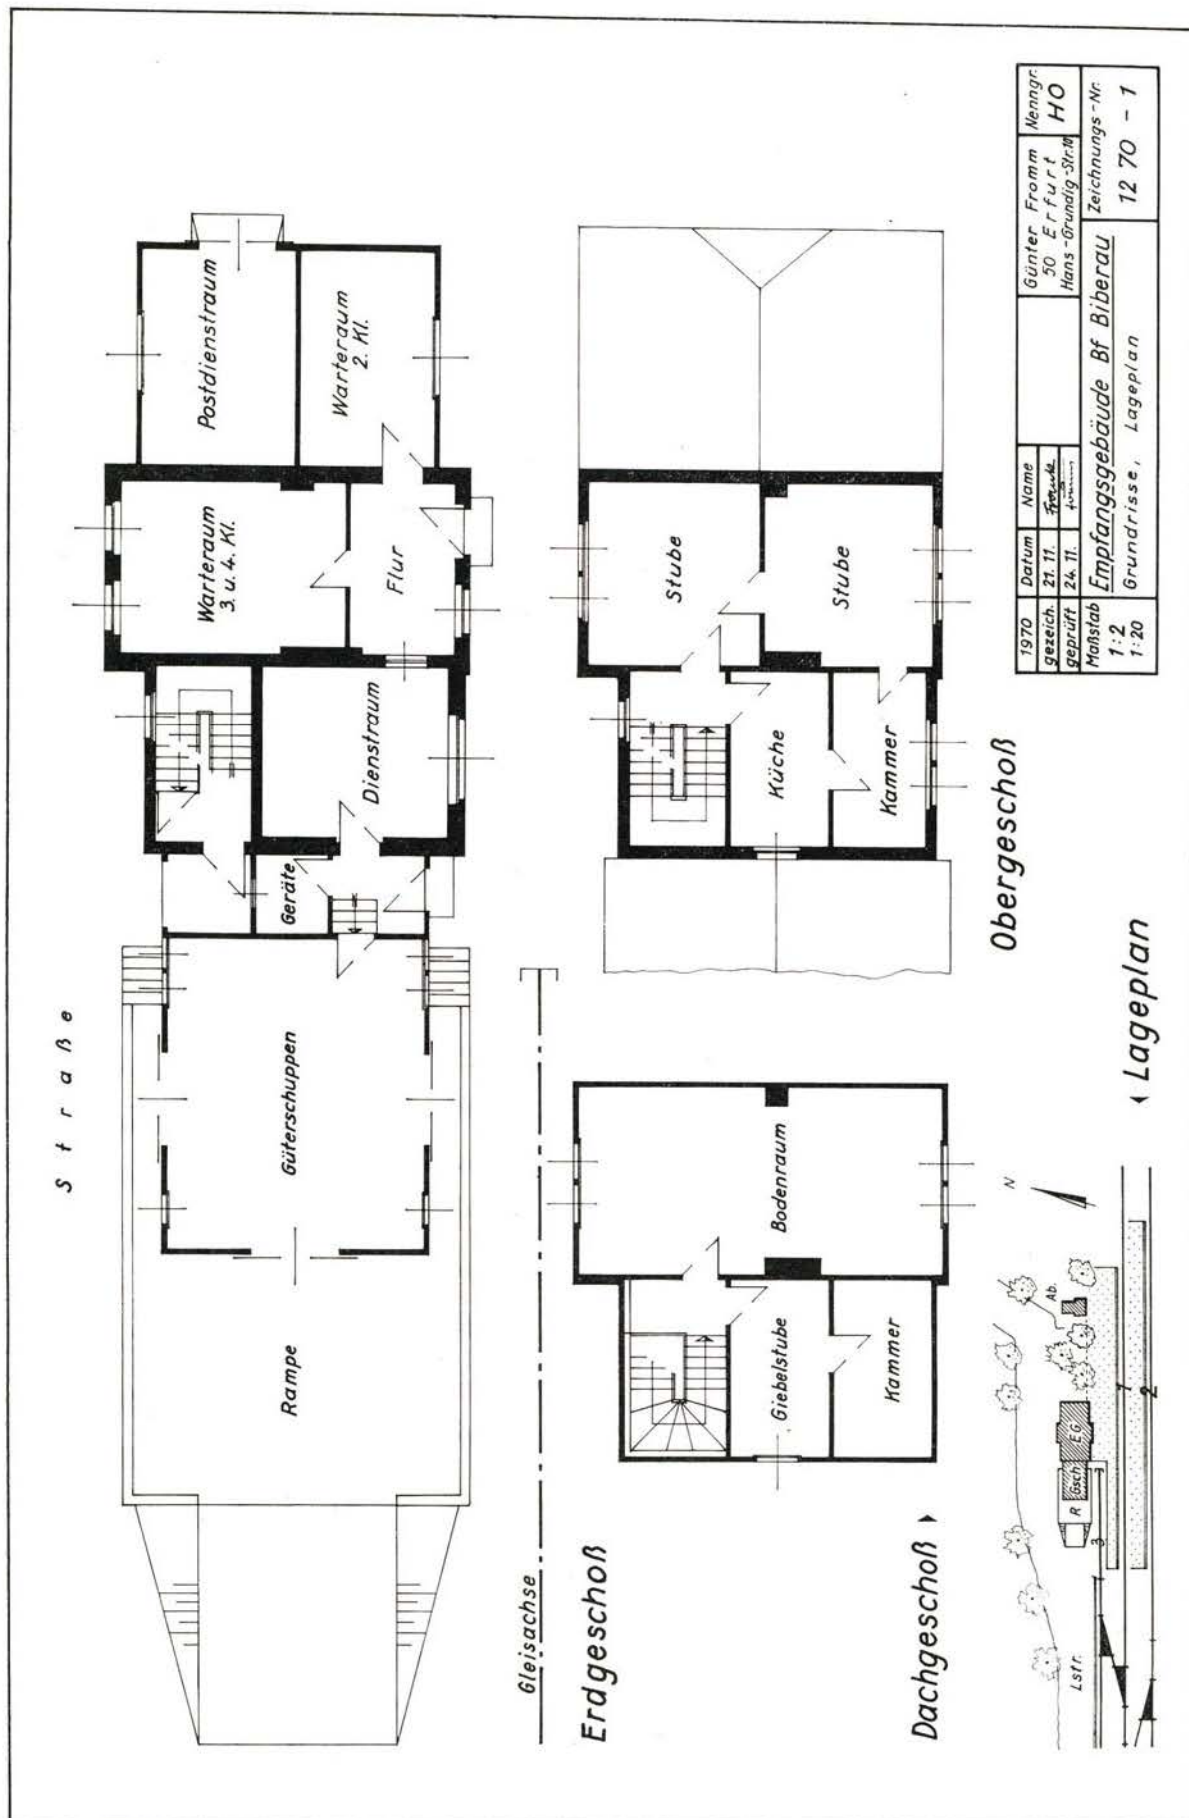 Straße
Rampe
Güterschuppen
Geräte
Dienstraum
Flur
Warteraum
3. u. 4. Kl.
Postdienstraum
Warteraum
2. Kl.
Gleisachse
Erdgeschoß
Stube
Stube
Küche
Kammer
Obergeschoß
Bodenraum
Giebelstube
Kammer
Dachgeschoß
Lageplan
N
Lstr.
R
Gsch
EG
Ab.
3
1
2
1970 Datum Name
gezeich. 21. 11.
geprüft 24. 11.
Günter Fromm
50 Erfurt
Hans-Grundig-Str.10
Nenngr.
HO
Maßstab
1:2
1:20
Empfangsgebäude Bf Biberau
Grundrisse, Lageplan
Zeichnungs-Nr.
12 70 - 1